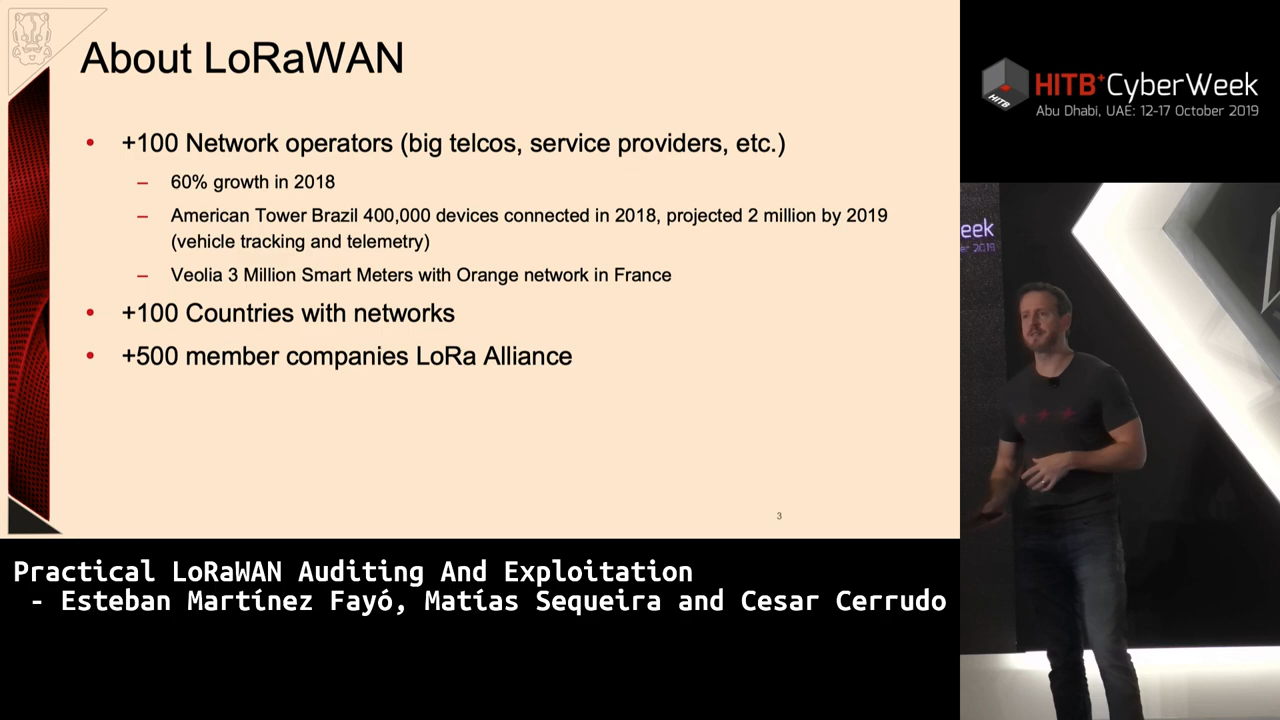 About LoRaWAN
• +100 Network operators (big telcos, service providers, etc.)
– 60% growth in 2018
– American Tower Brazil 400,000 devices connected in 2018, projected 2 million by 2019
(vehicle tracking and telemetry)
– Veolia 3 Million Smart Meters with Orange network in France
• +100 Countries with networks
• +500 member companies LoRa Alliance
3
HITB
HITB+CyberWeek
Abu Dhabi, UAE: 12-17 October 2019
eek
2019
Practical LoRaWAN Auditing And Exploitation
- Esteban Martínez Fayó, Matías Sequeira and Cesar Cerrudo